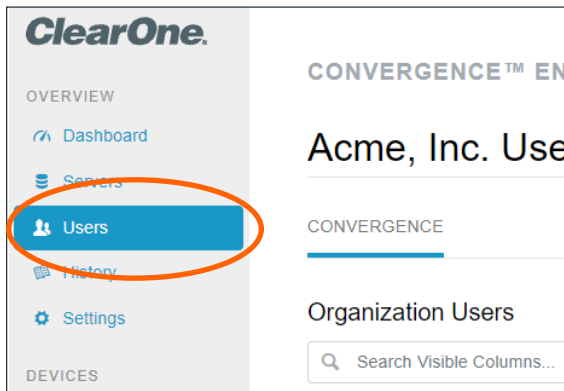 ClearOne.
OVERVIEW
Dashboard
Servers
Users
History
Settings
DEVICES
CONVERGENCE™ EN
Acme, Inc. Use
CONVERGENCE
Organization Users
Search Visible Columns...